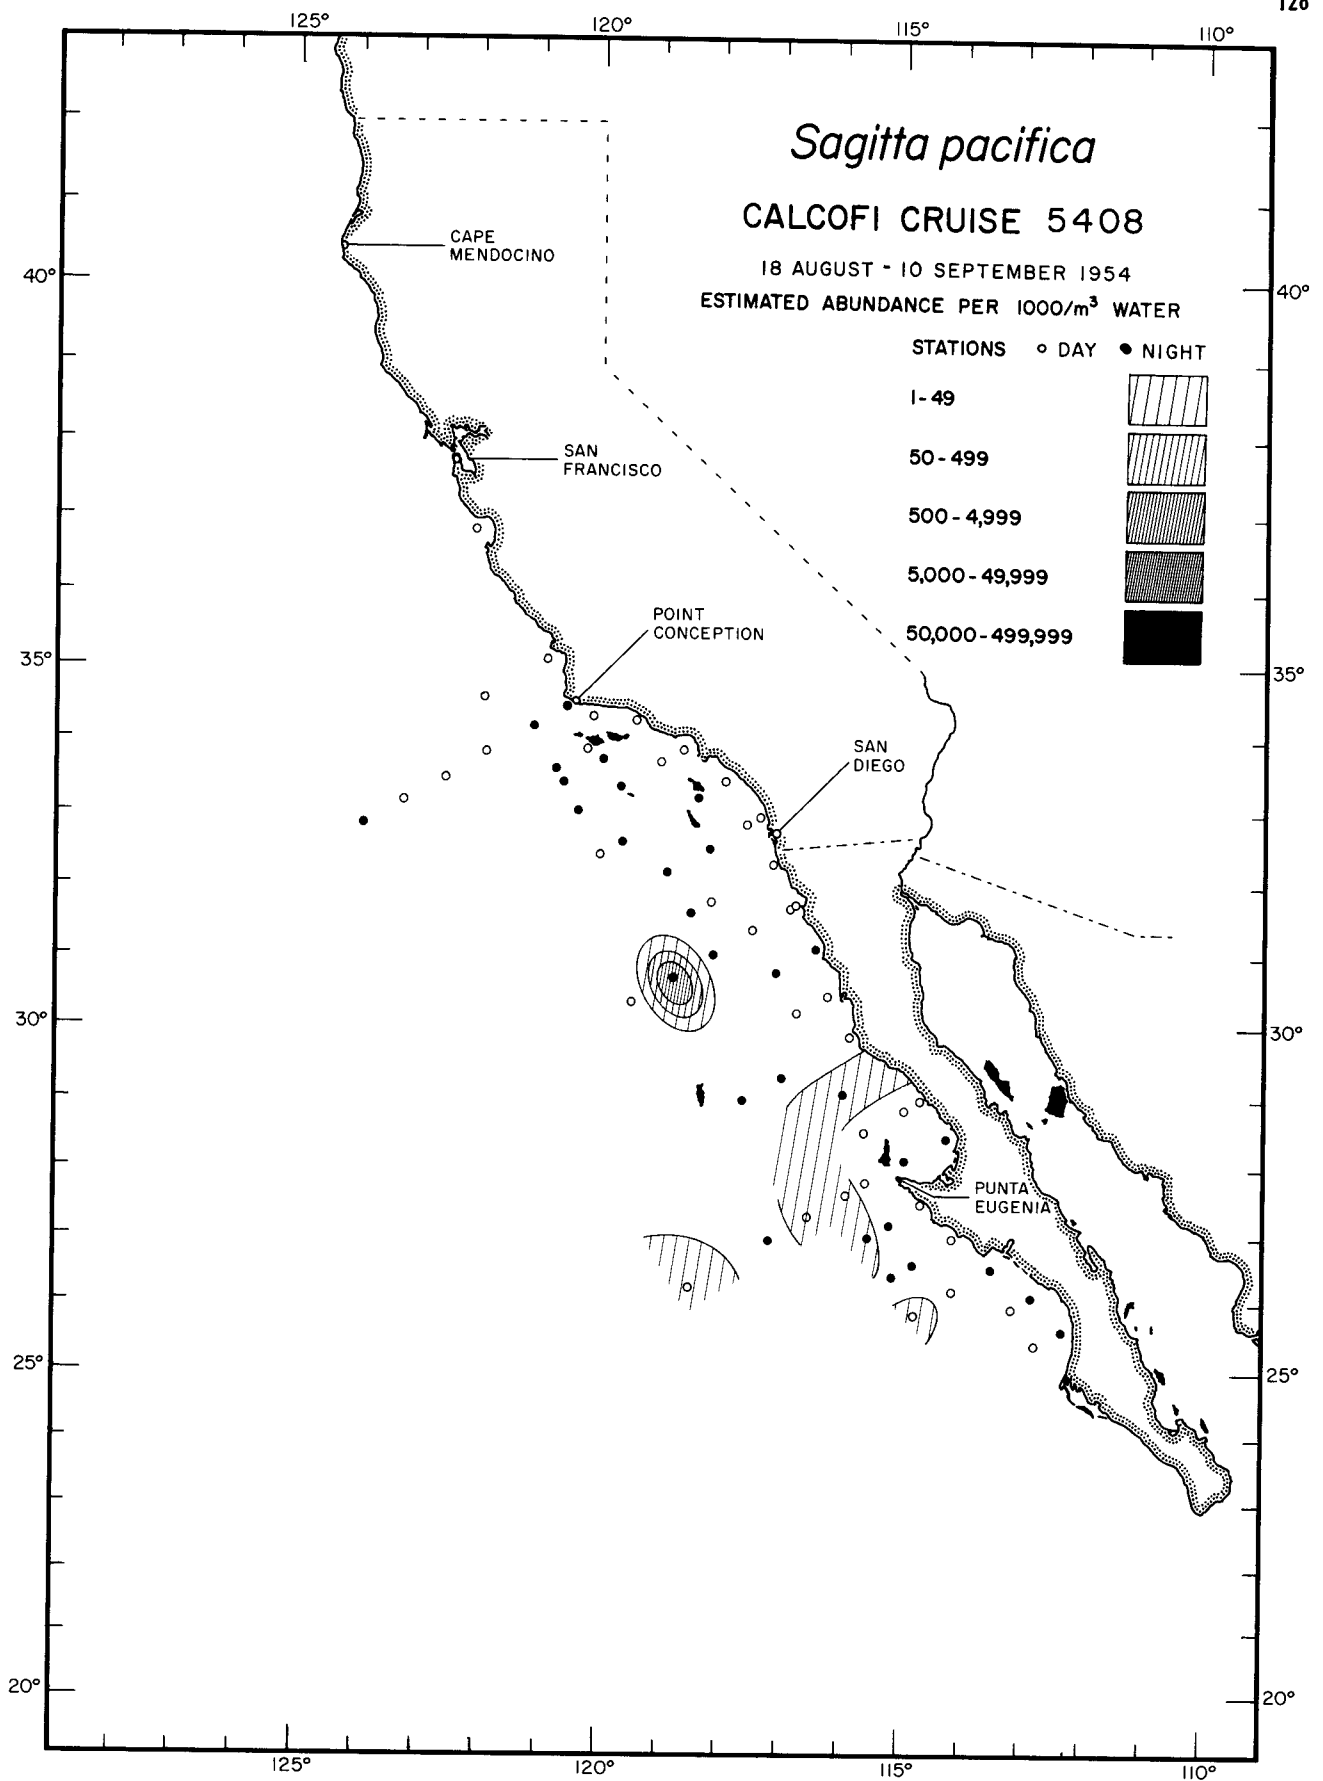 125°
120°
115°
110°
Sagitta pacifica
CALCOFI CRUISE 5408
18 AUGUST - 10 SEPTEMBER 1954
ESTIMATED ABUNDANCE PER 1000/m³ WATER
STATIONS ○ DAY ● NIGHT
1-49
50-499
500-4,999
5,000-49,999
50,000-499,999
CAPE
MENDOCINO
40°
40°
SAN
FRANCISCO
POINT
CONCEPTION
35°
35°
SAN
DIEGO
30°
30°
PUNTA
EUGENIA
25°
25°
20°
20°
125°
120°
115°
110°